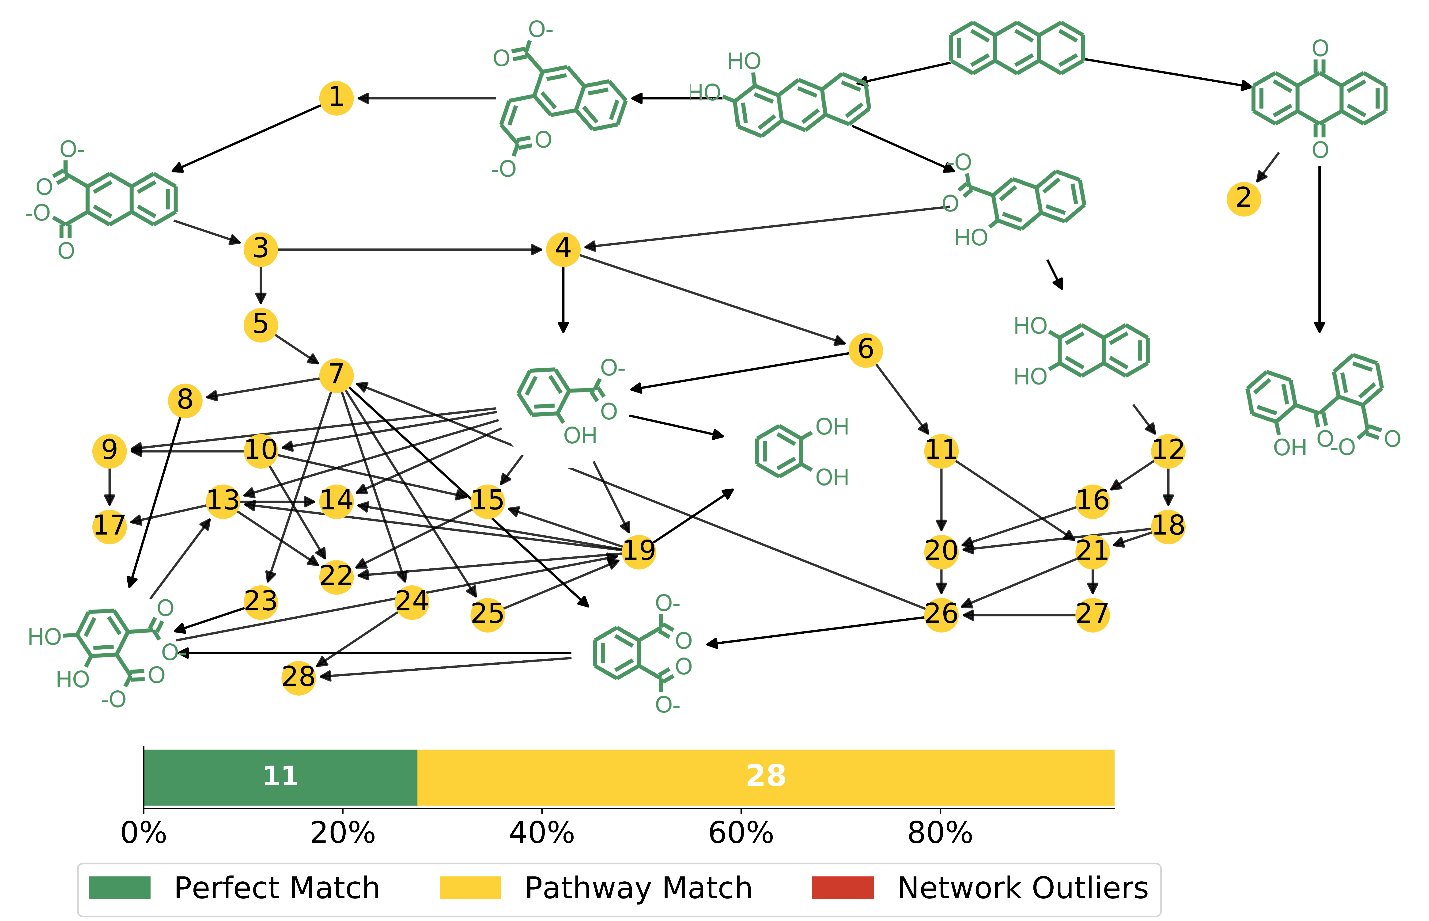 O-
O
O
-O
HO
HO
1
O
O
2
O-
O
-O
O
-O
O
HO
3
4
5
6
HO
HO
7
8
O-
O
OH
OH
OH
O
-O
O
OH
9
10
11
12
13
14
15
16
17
18
19
20
21
22
23
24
25
26
27
28
O
O-
HO
HO
O
-O
O-
O
O
O-
11
28
0%
20%
40%
60%
80%
Perfect Match
Pathway Match
Network Outliers